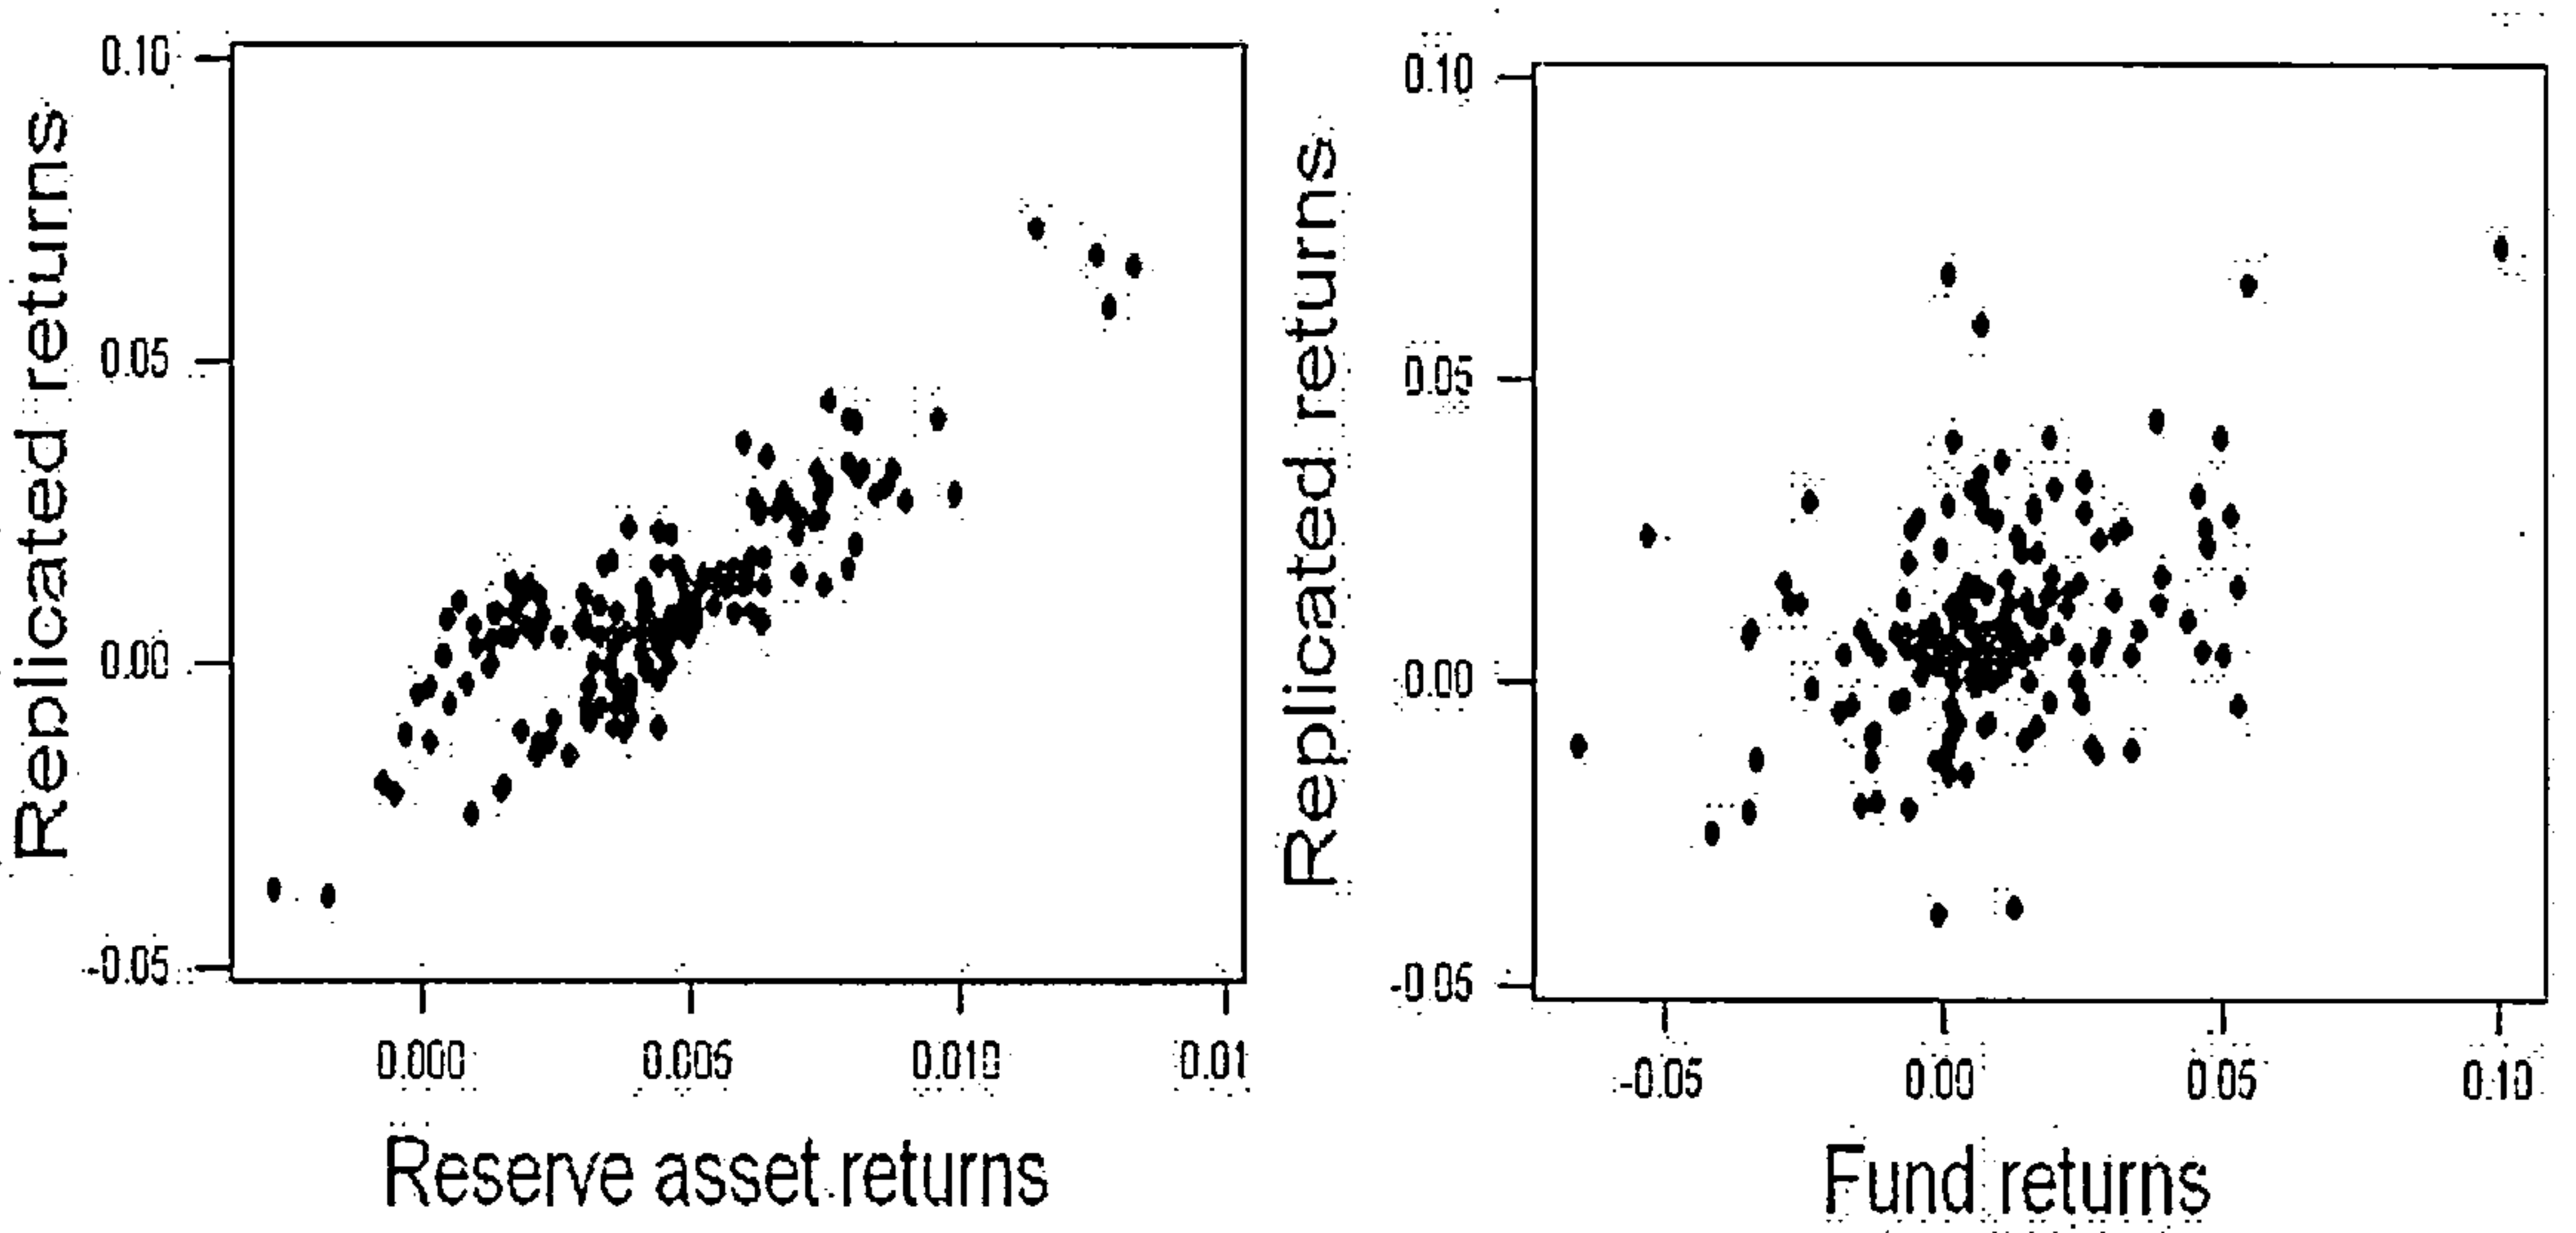 Replicated returns
0.10
0.05
0.00
-0.05
0.000 0.005 0.010 0.01
Reserve asset returns
Replicated returns
0.10
0.05
0.00
-0.05
-0.05 0.00 0.05 0.10
Fund returns